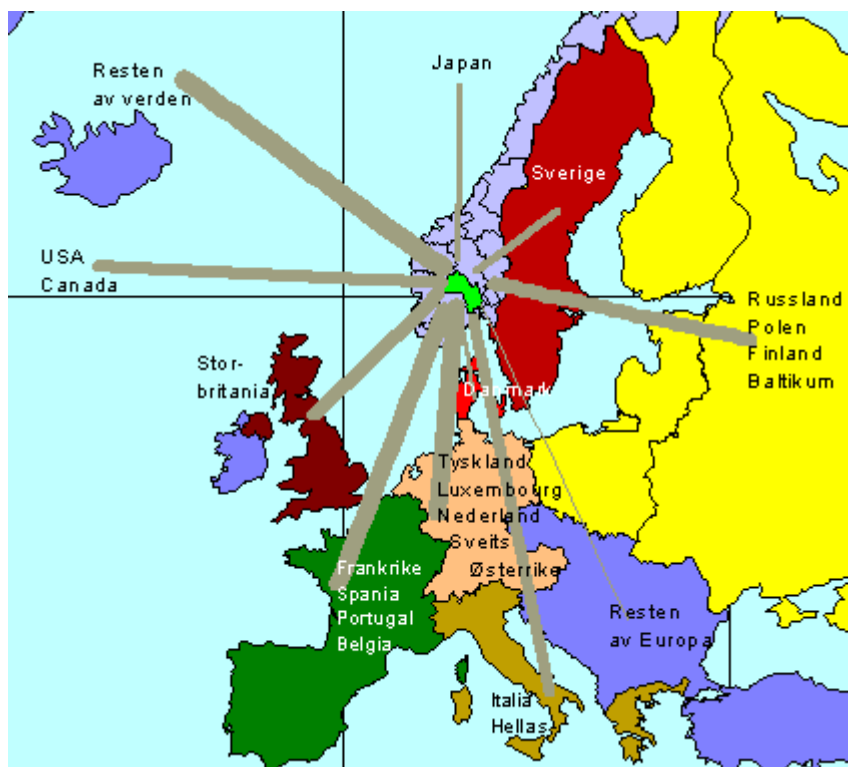 Resten
av verden
Japan
Sverige
USA
Canada
Russland
Polen
Finland
Baltikum
Stor-
britania
Danmark
Tyskland
Luxembourg
Nederland
Sveits
Østerrike
Frankrike
Spania
Portugal
Belgia
Resten
av Europa
Italia
Hellas